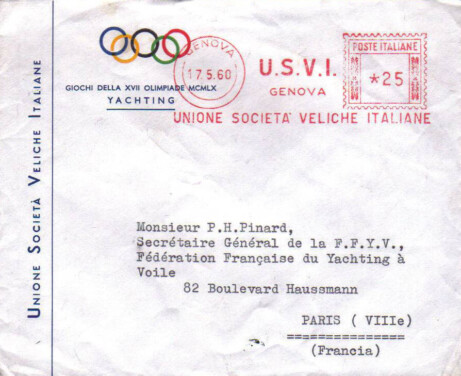 GENOVA
17.5.60
U.S.V.I.
GENOVA
UNIONE SOCIETA' VELICHE ITALIANE
POSTE ITALIANE
*25
GIOCHI DELLA XVII OLIMPIADE MCMLX
YACHTING
UNIONE SOCIETÀ VELICHE ITALIANE
Monsieur P.H.Pinard,
Secrétaire Général de la F.F.Y.V.,
Fédération Française du Yachting à
Voile
82 Boulevard Haussmann
PARIS ( VIIIe)
===============
(Francia)